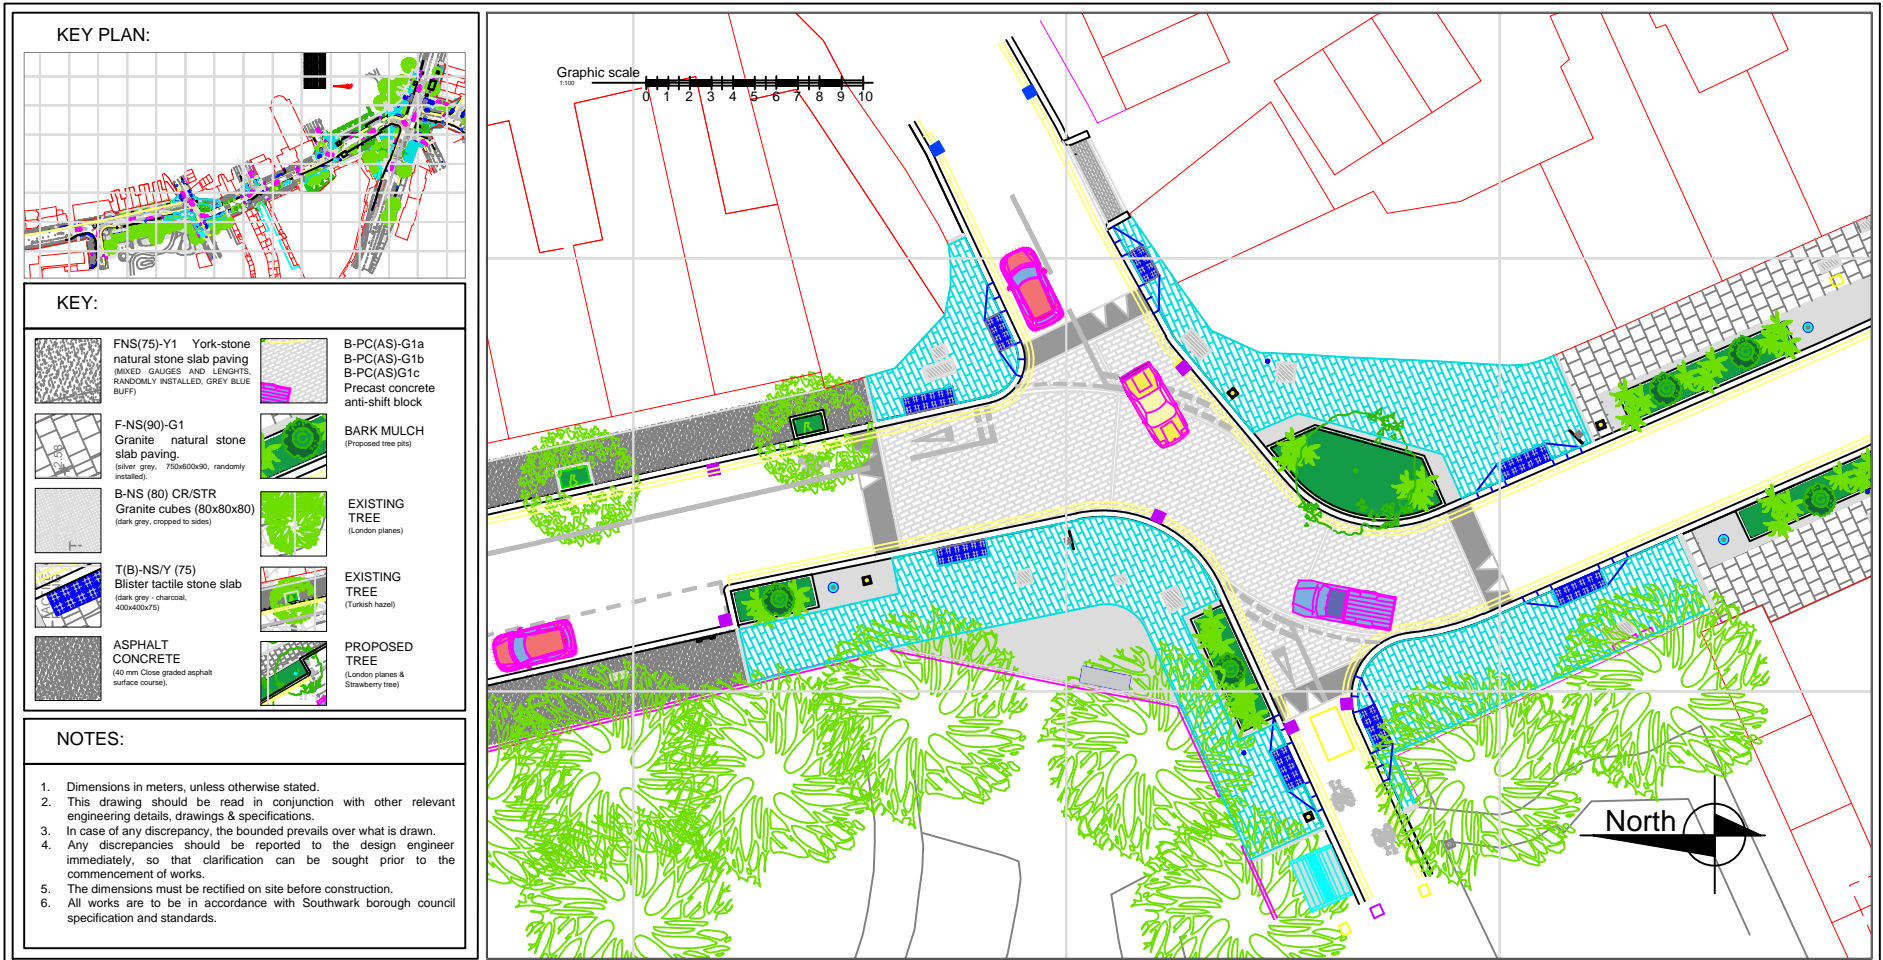 KEY PLAN:
KEY:
FNS(75)-Y1 York-stone
natural stone slab paving
(MIXED GAUGES AND LENGHTS,
RANDOMLY INSTALLED, GREY BLUE
BUFF)
F-NS(90)-G1
Granite natural stone
slab paving.
(silver grey, 750x600x90, randomly
installed).
B-NS (80) CR/STR
Granite cubes (80x80x80)
(dark grey, cropped to sides)
T(B)-NS/Y (75)
Blister tactile stone slab
(dark grey - charcoal,
400x400x75)
ASPHALT
CONCRETE
(40 mm Close graded asphalt
surface course).
B-PC(AS)-G1a
B-PC(AS)-G1b
B-PC(AS)G1c
Precast concrete
anti-shift block
BARK MULCH
(Proposed tree pits)
EXISTING
TREE
(London planes)
EXISTING
TREE
(Turkish hazel)
PROPOSED
TREE
(London planes &
Strawberry tree)
NOTES:
1. Dimensions in meters, unless otherwise stated.
2. This drawing should be read in conjunction with other relevant
engineering details, drawings & specifications.
3. In case of any discrepancy, the bounded prevails over what is drawn.
4. Any discrepancies should be reported to the design engineer
immediately, so that clarification can be sought prior to the
commencement of works.
5. The dimensions must be rectified on site before construction.
6. All works are to be in accordance with Southwark borough council
specification and standards.
Graphic scale
1:100
0 1 2 3 4 5 6 7 8 9 10
North